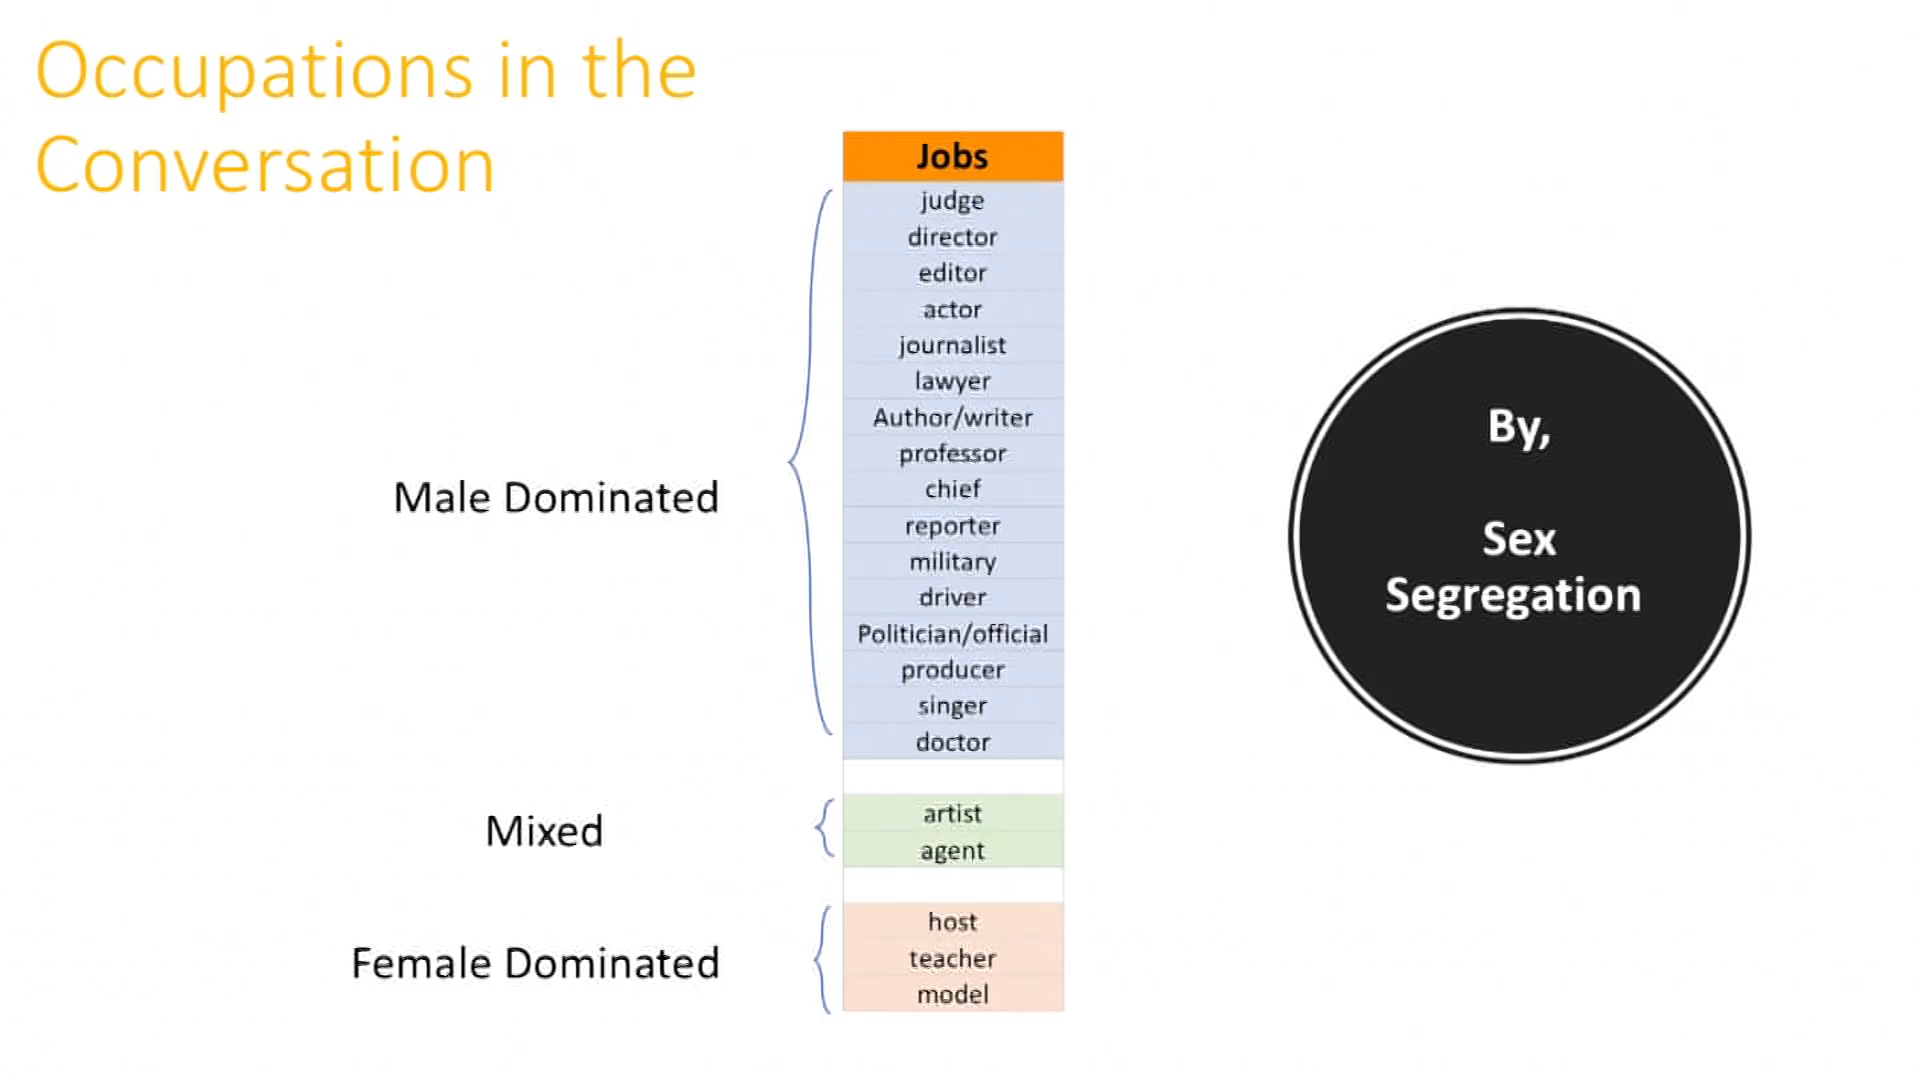 Occupations in the
Conversation
Jobs
judge
director
editor
actor
journalist
lawyer
Author/writer
professor
chief
reporter
military
driver
Politician/official
producer
singer
doctor
artist
agent
host
teacher
model
Male Dominated
Mixed
Female Dominated
By,
Sex
Segregation